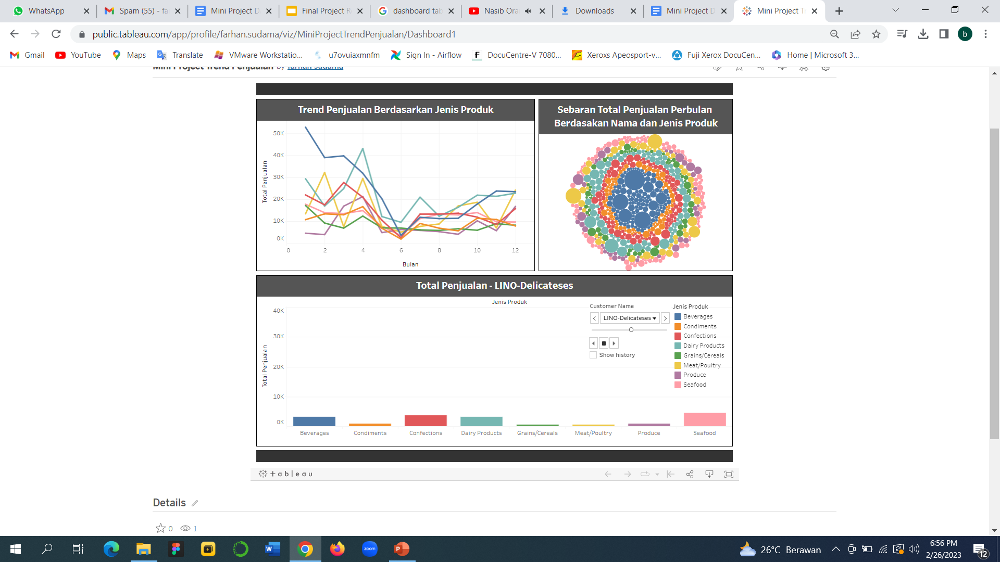 WhatsApp
Spam (55) - fa
Mini Project D
Final Project R
dashboard tab
Nasib Ora
Downloads
Mini Project D
Mini Project Tr
public.tableau.com/app/profile/farhan.sudama/viz/MiniProjectTrendPenjualan/Dashboard1
b
Gmail
YouTube
Maps
Translate
VMware Workstatio...
u7ovuiaxmnfm
Sign In - Airflow
DocuCentre-V 7080...
Xeroxs Apeosport-v...
Fuji Xerox DocuCen...
Home | Microsoft 3...
Mini Project Trend Penjualan by farhan sudama
Trend Penjualan Berdasarkan Jenis Produk
50K
40K
30K
20K
10K
0K
Total Penjualan
0 2 4 6 8 10 12
Bulan
Sebaran Total Penjualan Perbulan
Berdasakan Nama dan Jenis Produk
Total Penjualan - LINO-Delicateses
Jenis Produk
40K
30K
20K
10K
0K
Total Penjualan
Beverages Condiments Confections Dairy Products Grains/Cereals Meat/Poultry Produce Seafood
Customer Name
LINO-Delicateses
Show history
Jenis Produk
Beverages
Condiments
Confections
Dairy Products
Grains/Cereals
Meat/Poultry
Produce
Seafood
+ableau
Details
0 1
W
zoom
P
26°C Berawan
6:56 PM
2/26/2023
12